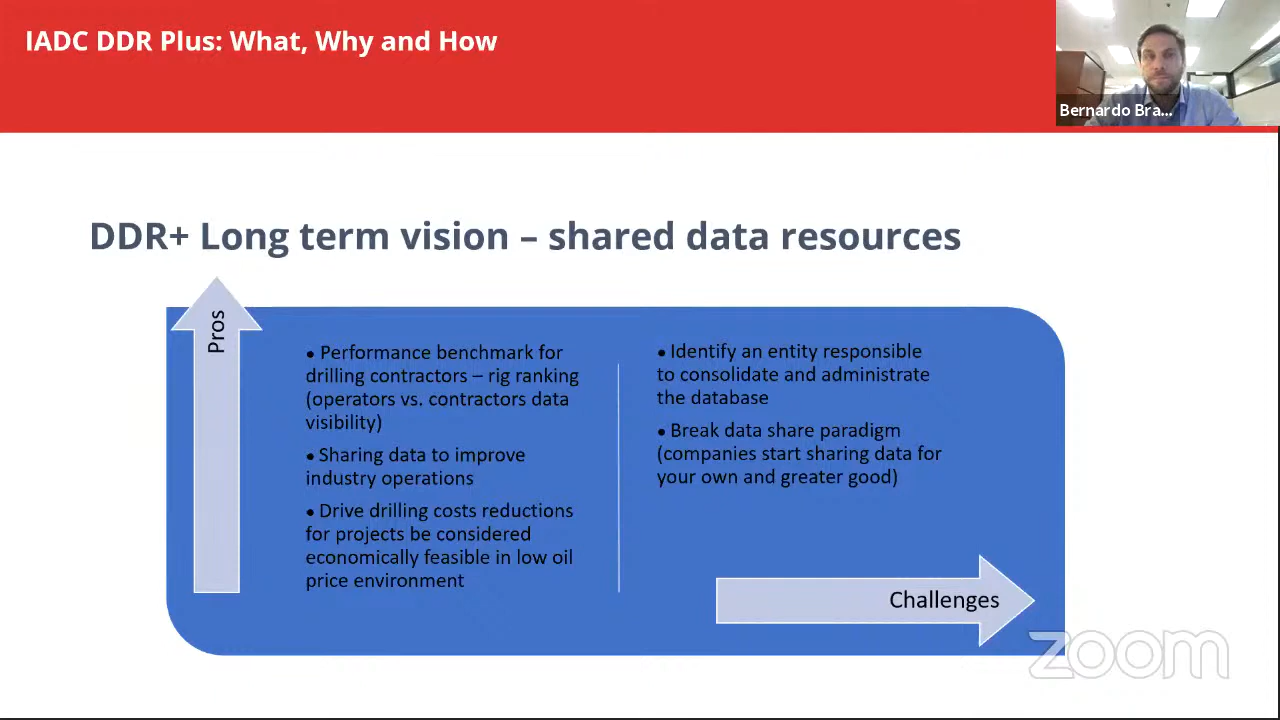 IADC DDR Plus: What, Why and How
Bernardo Bra...
DDR+ Long term vision – shared data resources
Pros
• Performance benchmark for
drilling contractors – rig ranking
(operators vs. contractors data
visibility)
• Sharing data to improve
industry operations
• Drive drilling costs reductions
for projects be considered
economically feasible in low oil
price environment
• Identify an entity responsible
to consolidate and administrate
the database
• Break data share paradigm
(companies start sharing data for
your own and greater good)
Challenges
zoom